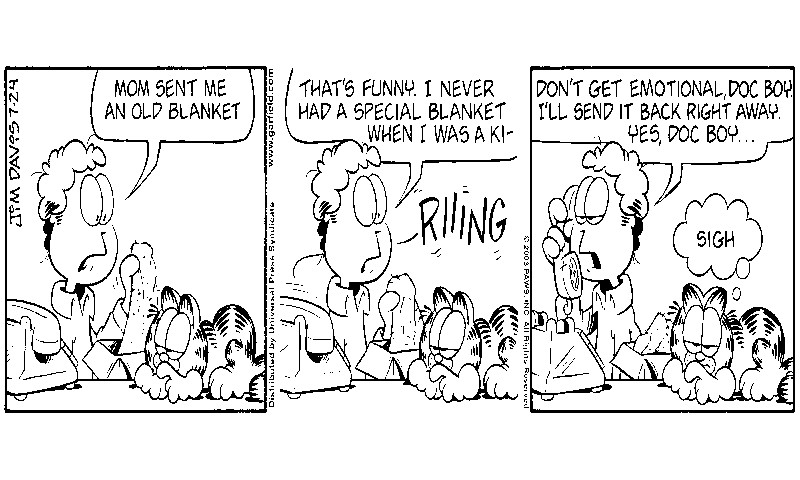 MOM SENT ME
AN OLD BLANKET
JIM DAVIS 7-24
www.garfield.com
Distributed by Universal Press Syndicate
THAT'S FUNNY. I NEVER
HAD A SPECIAL BLANKET
WHEN I WAS A KI-
RIIING
© 2003 PAWS, INC. All Rights Reserved.
DON'T GET EMOTIONAL, DOC BOY.
I'LL SEND IT BACK RIGHT AWAY.
YES, DOC BOY...
SIGH